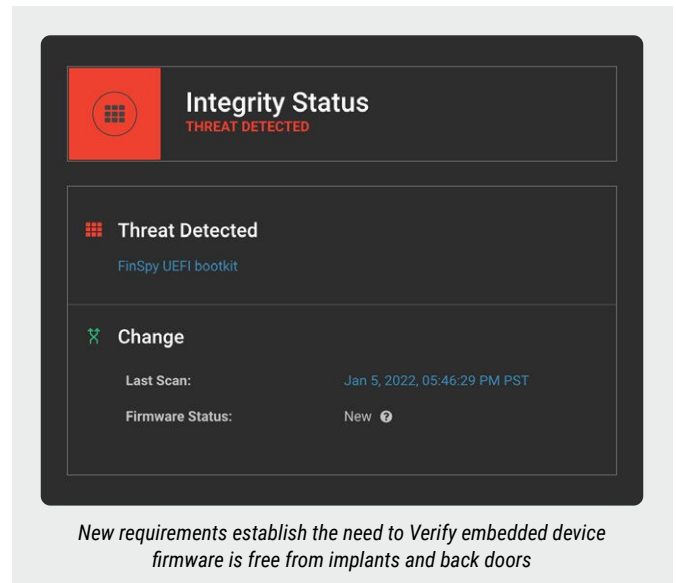 Integrity Status
THREAT DETECTED
Threat Detected
FinSpy UEFI bootkit
Change
Last Scan: Jan 5, 2022, 05:46:29 PM PST
Firmware Status: New ?
New requirements establish the need to Verify embedded device
firmware is free from implants and back doors